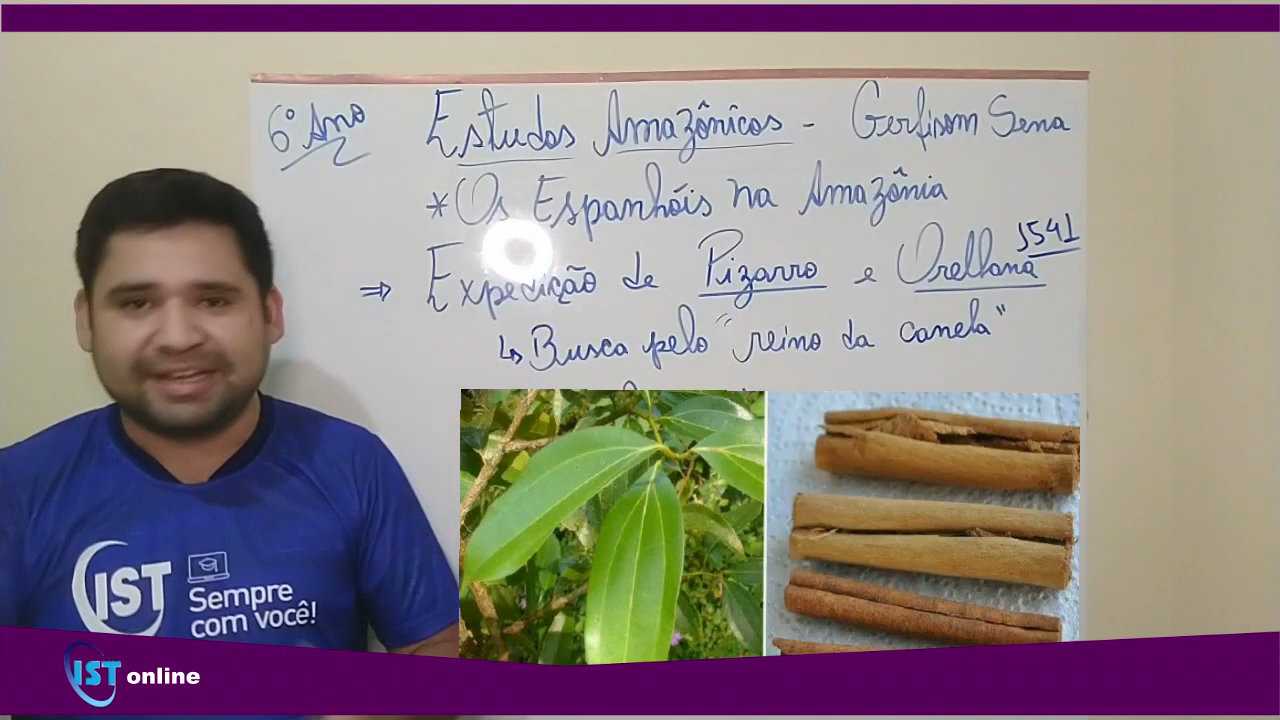 6º Ano
Estudos Amazônicos - Gerfisom Sena
* Os Espanhóis na Amazônia
⇒ Expedição de Pizarro e Orellana 1541
↳ Busca pelo "reino da canela"
IST
Sempre
com você!
IST online